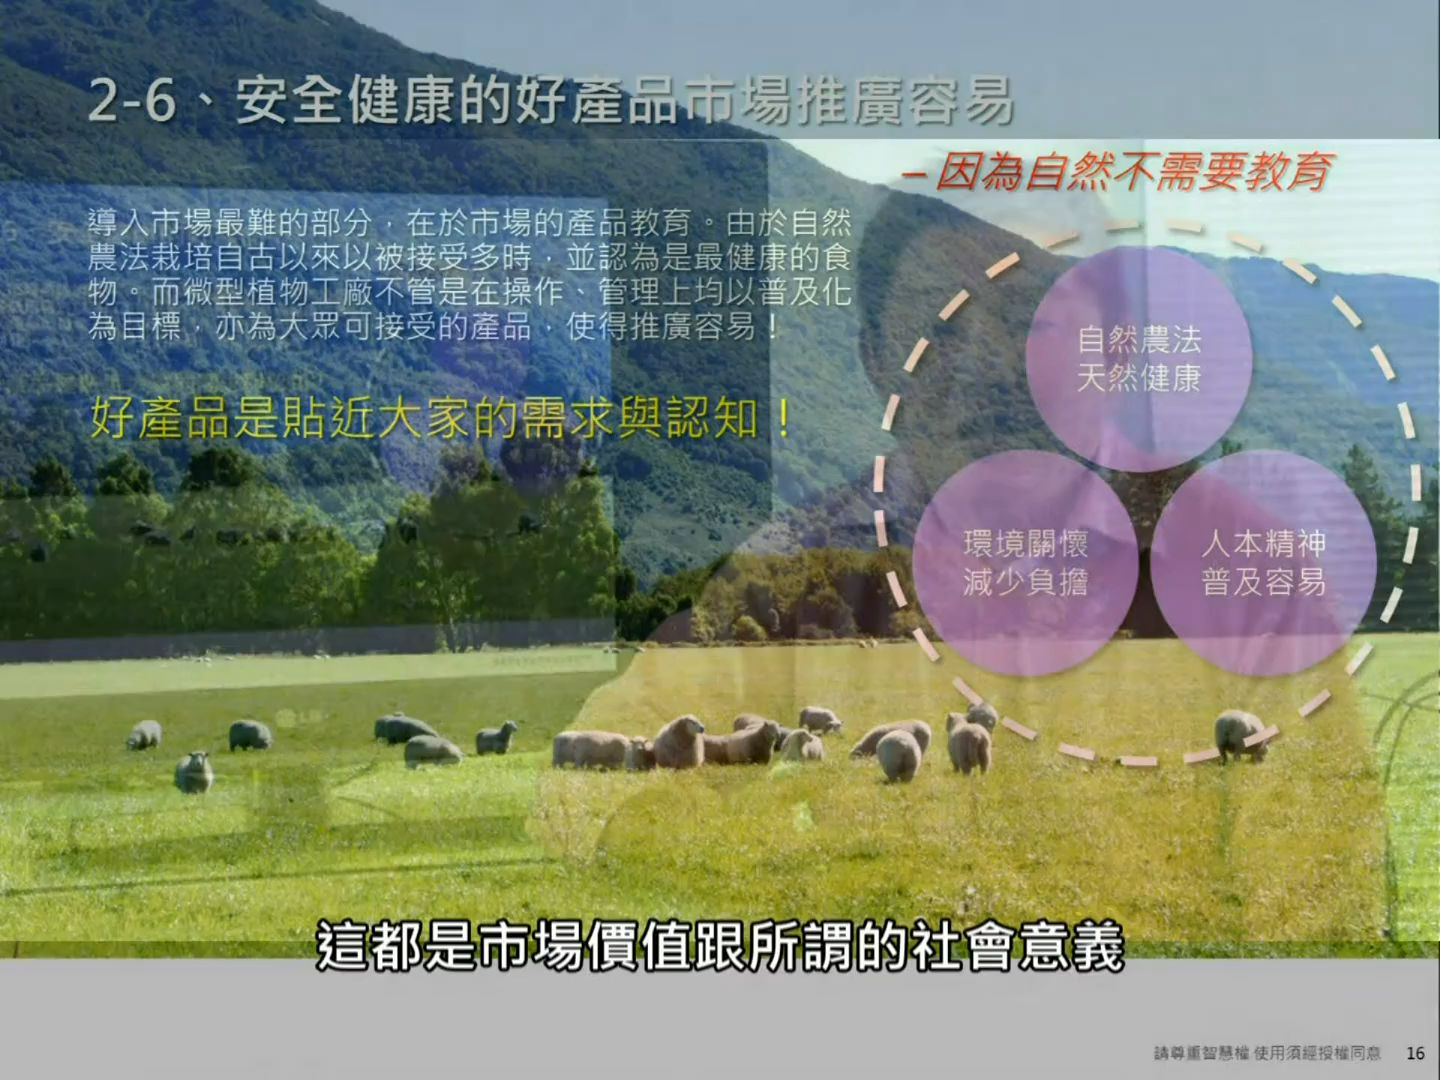 2-6、安全健康的好產品市場推廣容易
– 因為自然不需要教育
導入市場最難的部分，在於市場的產品教育。由於自然
農法栽培自古以來以被接受多時，並認為是最健康的食
物。而微型植物工廠不管是在操作、管理上均以普及化
為目標，亦為大眾可接受的產品，使得推廣容易！
好產品是貼近大家的需求與認知！
自然農法
天然健康
環境關懷
減少負擔
人本精神
普及容易
這都是市場價值跟所謂的社會意義
請尊重智慧權 使用須經授權同意
16